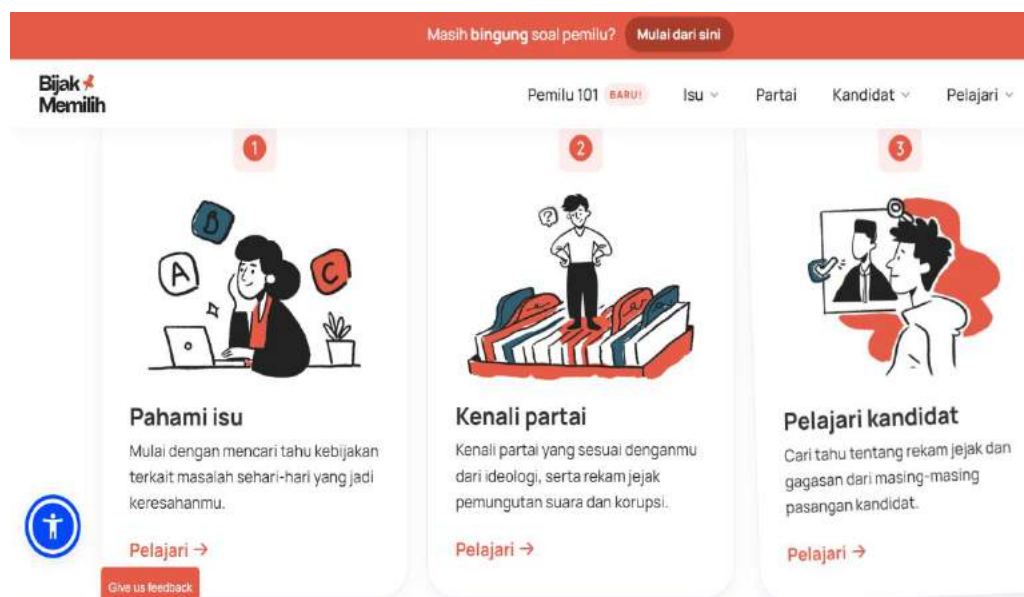 Masih bingung soal pemilu? Mulai dari sini
Bijak
Memilih
Pemilu 101 BARU! Isu Partai Kandidat Pelajari
1
2
3
B
A
C
?
Pahami isu
Mulai dengan mencari tahu kebijakan
terkait masalah sehari-hari yang jadi
keresahanmu.
Pelajari →
Kenali partai
Kenali partai yang sesuai denganmu
dari ideologi, serta rekam jejak
pemungutan suara dan korupsi.
Pelajari →
Pelajari kandidat
Cari tahu tentang rekam jejak dan
gagasan dari masing-masing
pasangan kandidat.
Pelajari →
Give us feedback